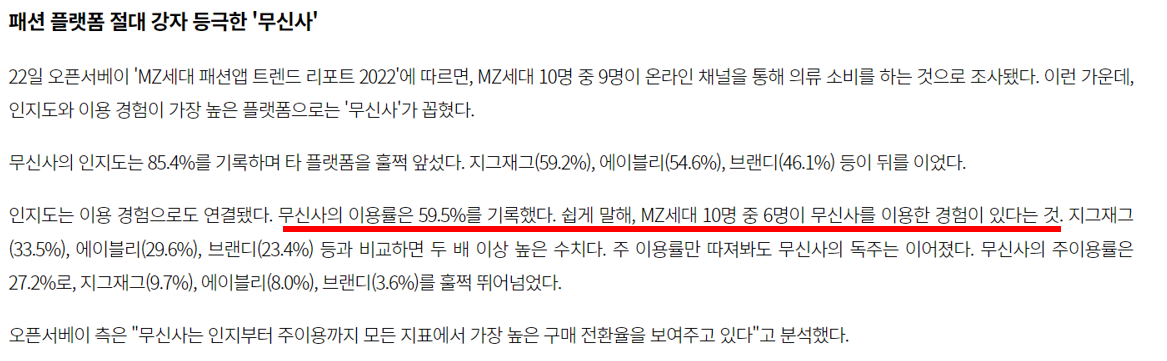 패션 플랫폼 절대 강자 등극한 '무신사'
22일 오픈서베이 'MZ세대 패션앱 트렌드 리포트 2022'에 따르면, MZ세대 10명 중 9명이 온라인 채널을 통해 의류 소비를 하는 것으로 조사됐다. 이런 가운데,
인지도와 이용 경험이 가장 높은 플랫폼으로는 '무신사'가 꼽혔다.
무신사의 인지도는 85.4%를 기록하며 타 플랫폼을 훌쩍 앞섰다. 지그재그(59.2%), 에이블리(54.6%), 브랜디(46.1%) 등이 뒤를 이었다.
인지도는 이용 경험으로도 연결됐다. 무신사의 이용률은 59.5%를 기록했다. 쉽게 말해, MZ세대 10명 중 6명이 무신사를 이용한 경험이 있다는 것. 지그재그
(33.5%), 에이블리(29.6%), 브랜디(23.4%) 등과 비교하면 두 배 이상 높은 수치다. 주 이용률만 따져봐도 무신사의 독주는 이어졌다. 무신사의 주이용률은
27.2%로, 지그재그(9.7%), 에이블리(8.0%), 브랜디(3.6%)를 훌쩍 뛰어넘었다.
오픈서베이 측은 "무신사는 인지부터 주이용까지 모든 지표에서 가장 높은 구매 전환율을 보여주고 있다"고 분석했다.